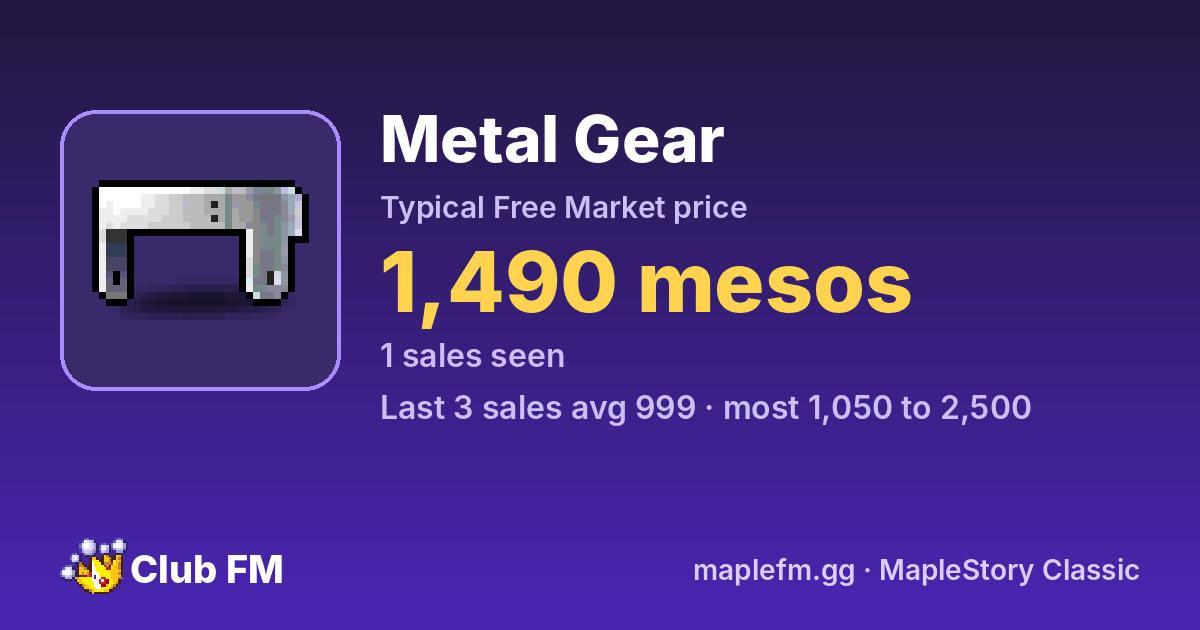 Metal Gear
Typical Free Market price
1,490 mesos
1 sales seen
Last 3 sales avg 999 · most 1,050 to 2,500
Club FM
maplefm.gg · MapleStory Classic